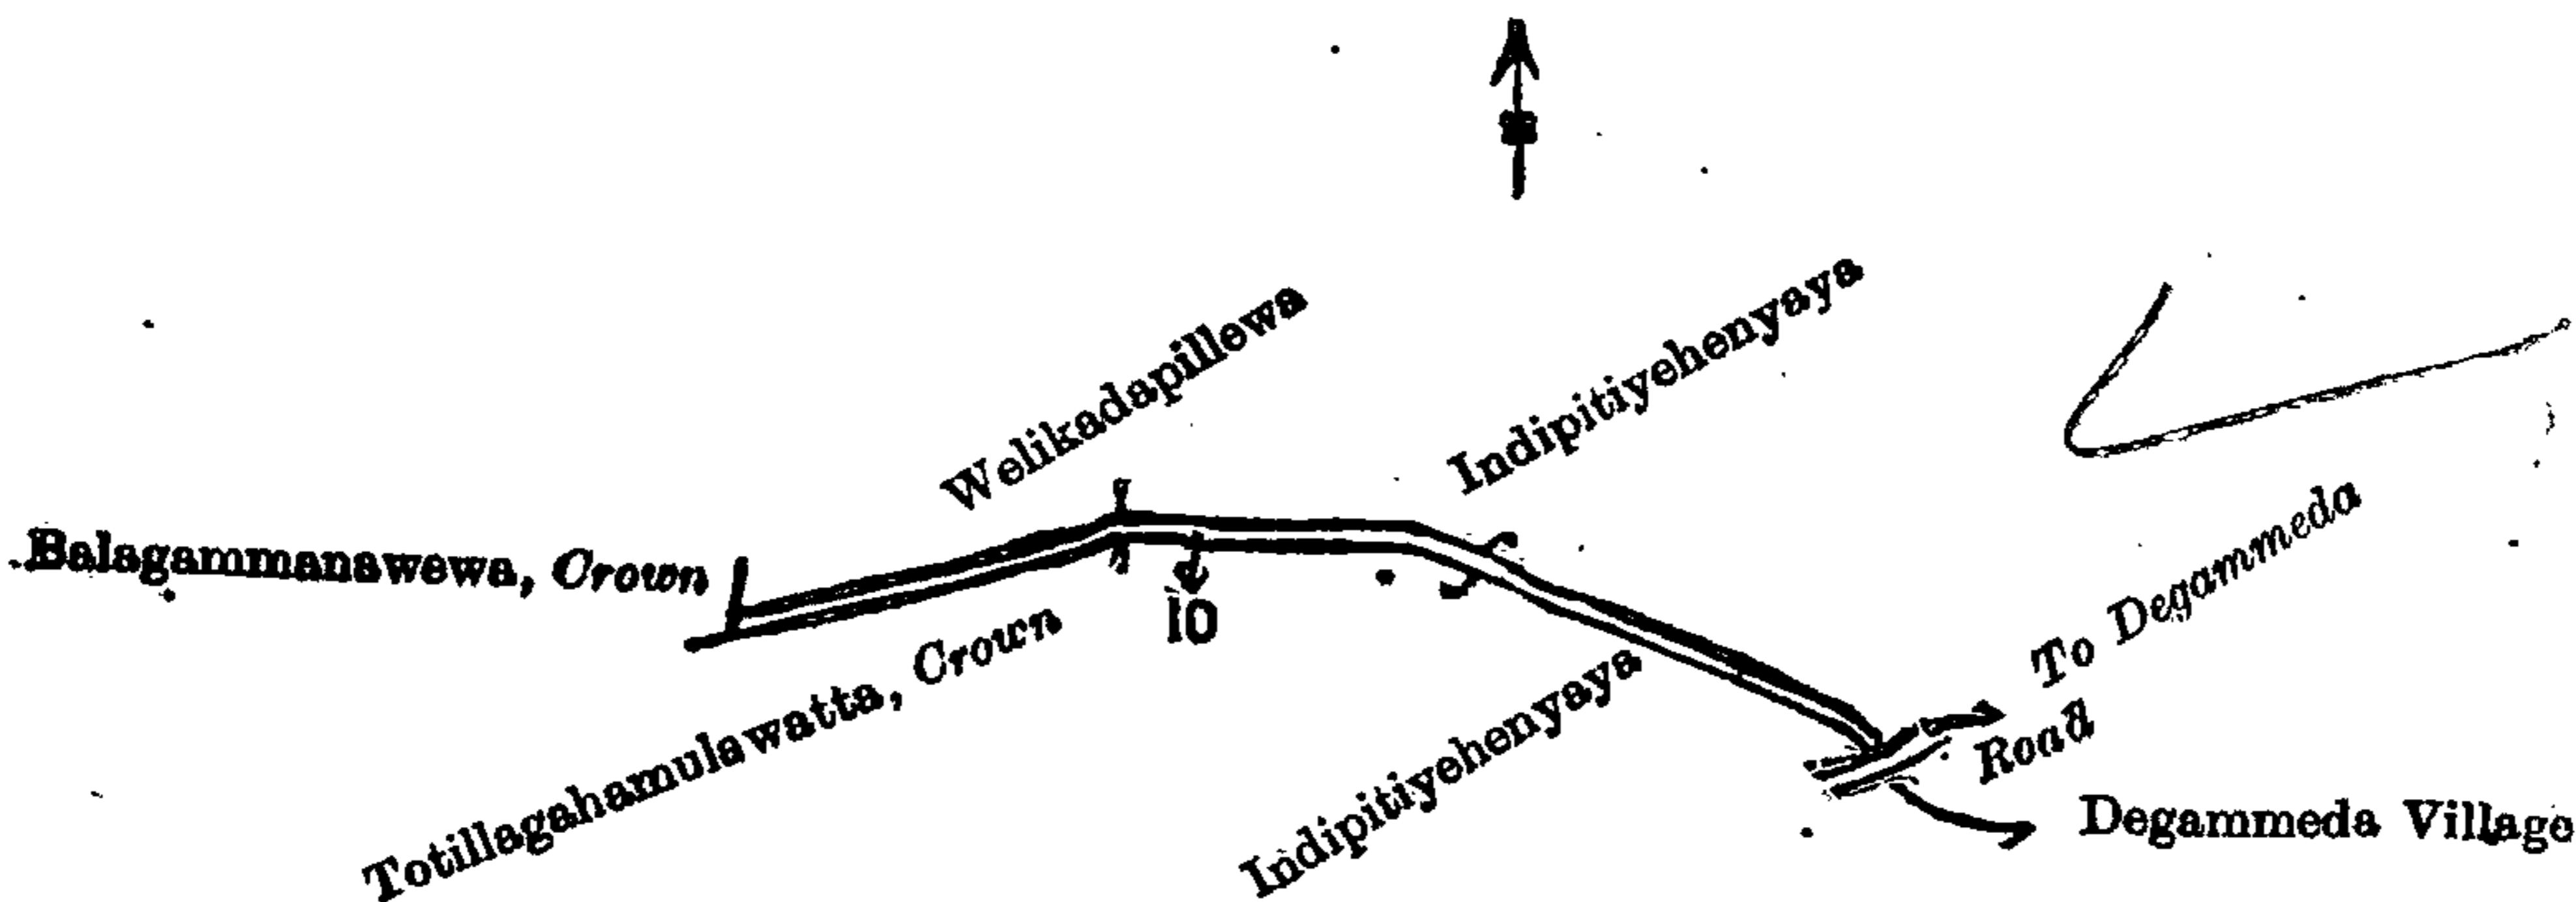 Welikadapillewa
Indipitiyehenyaya
Balagammanawewa, Crown
10
Totillagahamulawatta, Crown
Indipitiyehenyaya
To Degammeda
Road
Degammeda Village